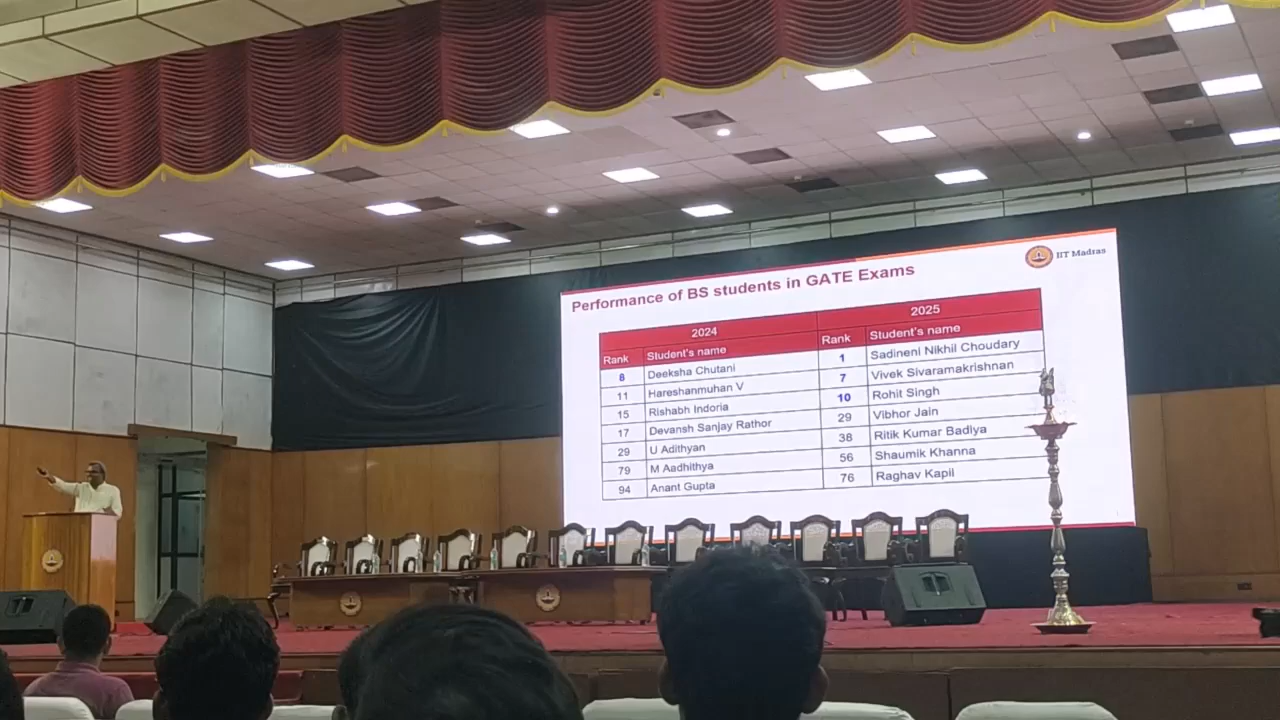 IIT Madras
Performance of BS students in GATE Exams
2024 2025
Rank Student's name Rank Student's name
8 Deeksha Chutani 1 Sadineni Nikhil Choudary
11 Hareshanmuhan V 7 Vivek Sivaramakrishnan
15 Rishabh Indoria 10 Rohit Singh
17 Devansh Sanjay Rathor 29 Vibhor Jain
29 U Adithyan 38 Ritik Kumar Badiya
79 M Aadhithya 56 Shaumik Khanna
94 Anant Gupta 76 Raghav Kapil